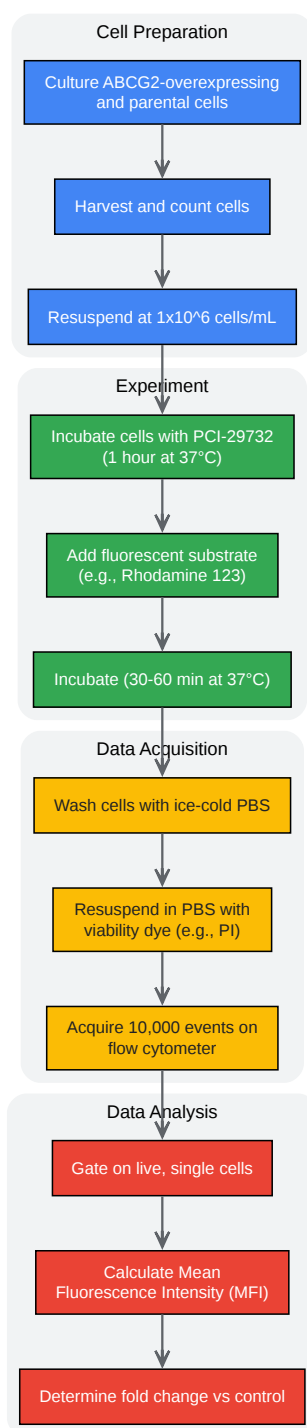 Cell Preparation
Culture ABCG2-overexpressing
and parental cells
Harvest and count cells
Resuspend at 1x10^6 cells/mL
Experiment
Incubate cells with PCI-29732
(1 hour at 37°C)
Add fluorescent substrate
(e.g., Rhodamine 123)
Incubate (30-60 min at 37°C)
Data Acquisition
Wash cells with ice-cold PBS
Resuspend in PBS with
viability dye (e.g., PI)
Acquire 10,000 events on
flow cytometer
Data Analysis
Gate on live, single cells
Calculate Mean
Fluorescence Intensity (MFI)
Determine fold change vs control